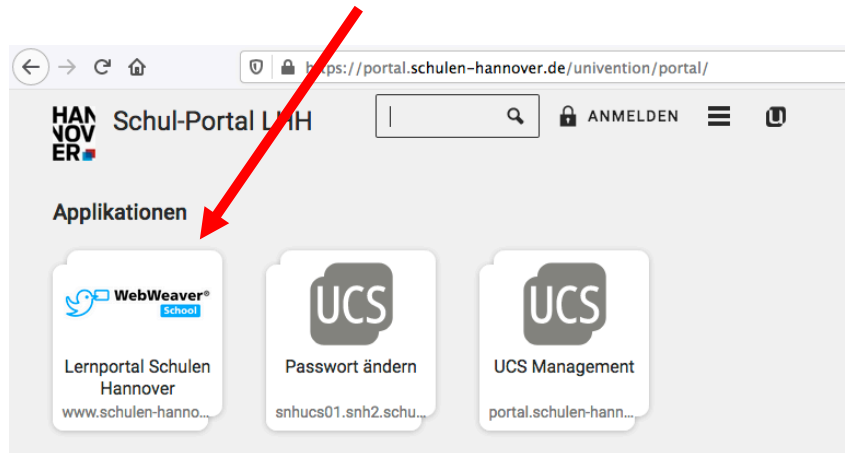 https://portal.schulen-hannover.de/univention/portal/
HAN
NOV
ER
Schul-Portal LHH
ANMELDEN
Applikationen
WebWeaver®
School
Lernportal Schulen
Hannover
www.schulen-hanno...
UCS
Passwort ändern
snhucs01.snh2.schu...
UCS
UCS Management
portal.schulen-hann...